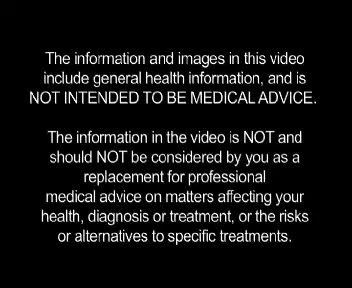 The information and images in this video
include general health information, and is
NOT INTENDED TO BE MEDICAL ADVICE.
The information in the video is NOT and
should NOT be considered by you as a
replacement for professional
medical advice on matters affecting your
health, diagnosis or treatment, or the risks
or alternatives to specific treatments.